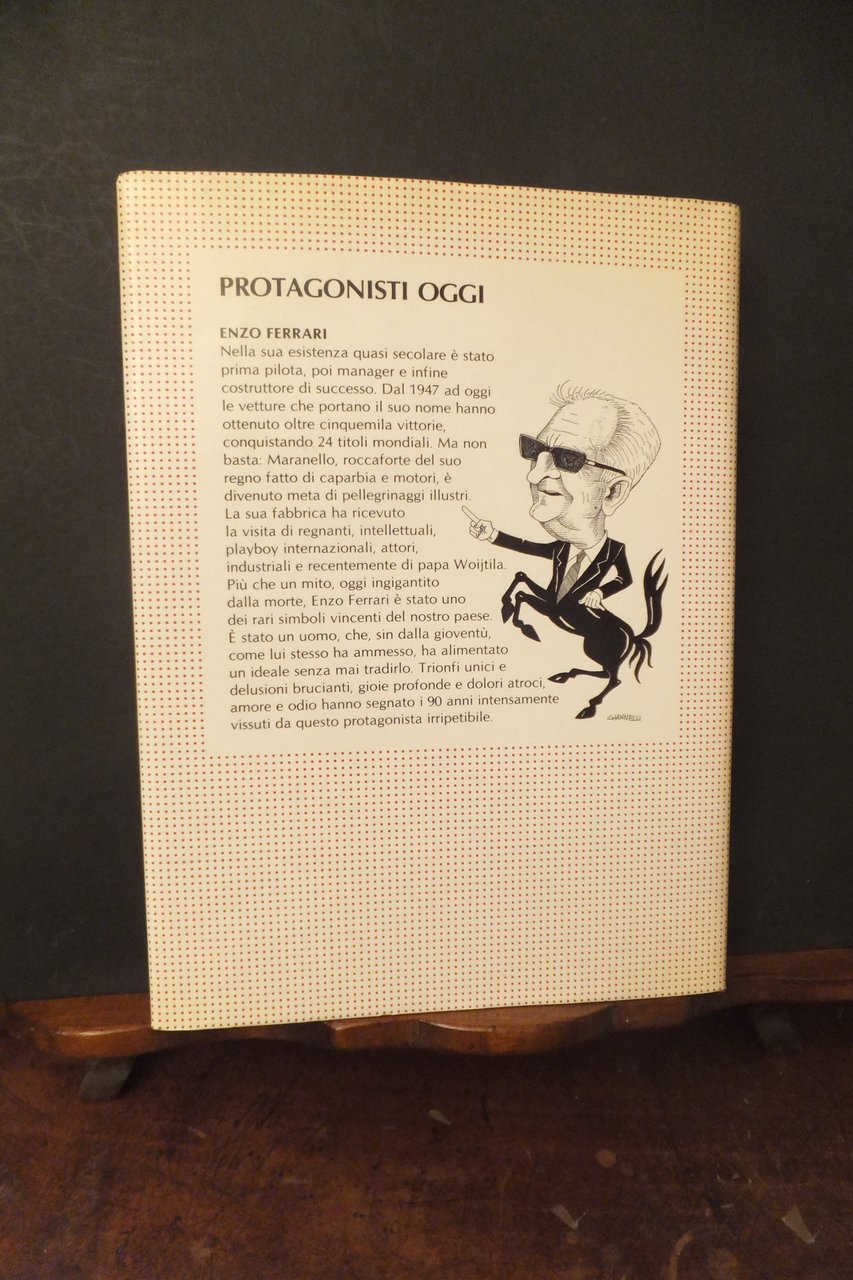 PROTAGONISTI OGGI
ENZO FERRARI
Nella sua esistenza quasi secolare è stato
prima pilota, poi manager e infine
costruttore di successo. Dal 1947 ad oggi
le vetture che portano il suo nome hanno
ottenuto oltre cinquemila vittorie,
conquistando 24 titoli mondiali. Ma non
basta: Maranello, roccaforte del suo
regno fatto di caparbia e motori, è
divenuto meta di pellegrinaggi illustri.
La sua fabbrica ha ricevuto
la visita di regnanti, intellettuali,
playboy internazionali, attori,
industriali e recentemente di papa Woijtila.
Più che un mito, oggi ingigantito
dalla morte, Enzo Ferrari è stato uno
dei rari simboli vincenti del nostro paese.
È stato un uomo, che, sin dalla gioventù,
come lui stesso ha ammesso, ha alimentato
un ideale senza mai tradirlo. Trionfi unici e
delusioni brucianti, gioie profonde e dolori atroci,
amore e odio hanno segnato i 90 anni intensamente
vissuti da questo protagonista irripetibile.
GIANNELLI